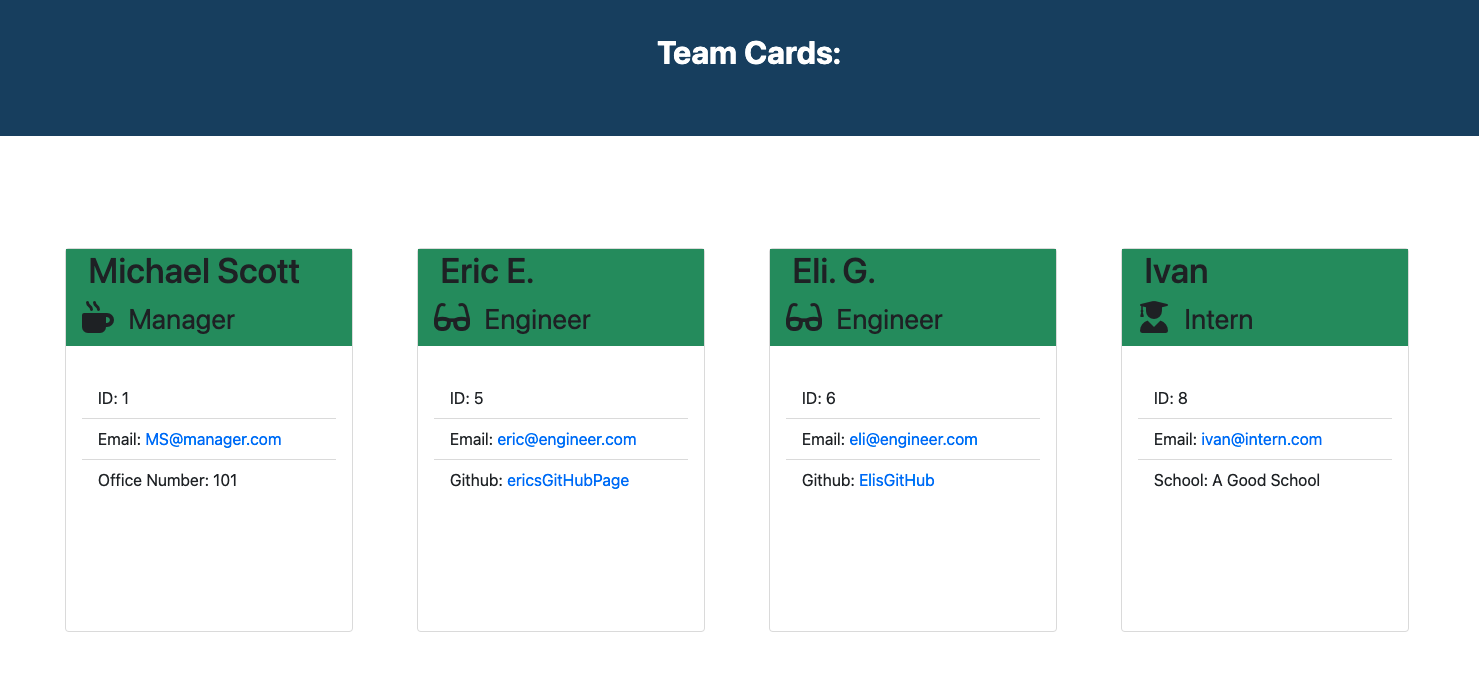 Team Cards:
Michael Scott
Manager
ID: 1
Email: MS@manager.com
Office Number: 101
Eric E.
Engineer
ID: 5
Email: eric@engineer.com
Github: ericsGitHubPage
Eli. G.
Engineer
ID: 6
Email: eli@engineer.com
Github: ElisGitHub
Ivan
Intern
ID: 8
Email: ivan@intern.com
School: A Good School